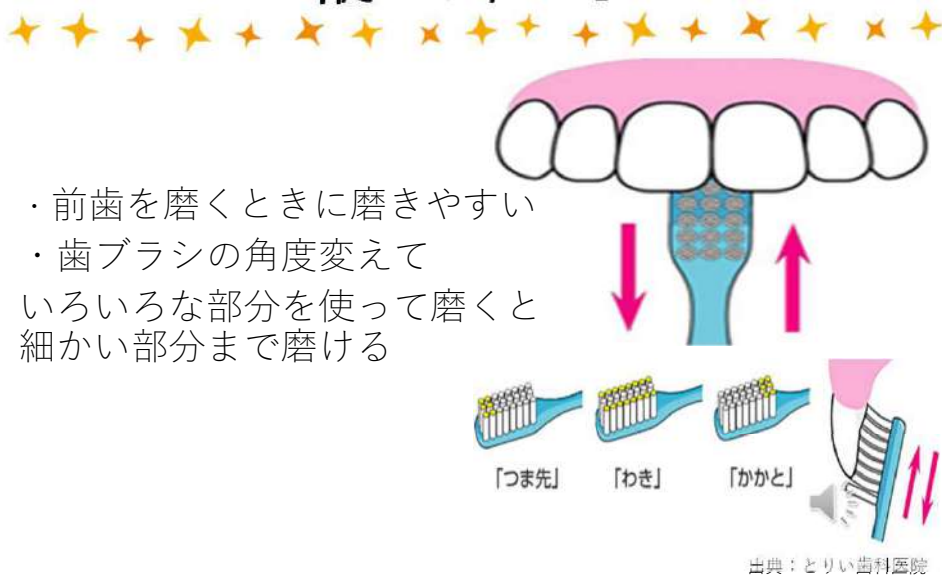 ・前歯を磨くときに磨きやすい
・歯ブラシの角度変えて
いろいろな部分を使って磨くと
細かい部分まで磨ける
「つま先」 「わき」 「かかと」
出典：とりい歯科医院